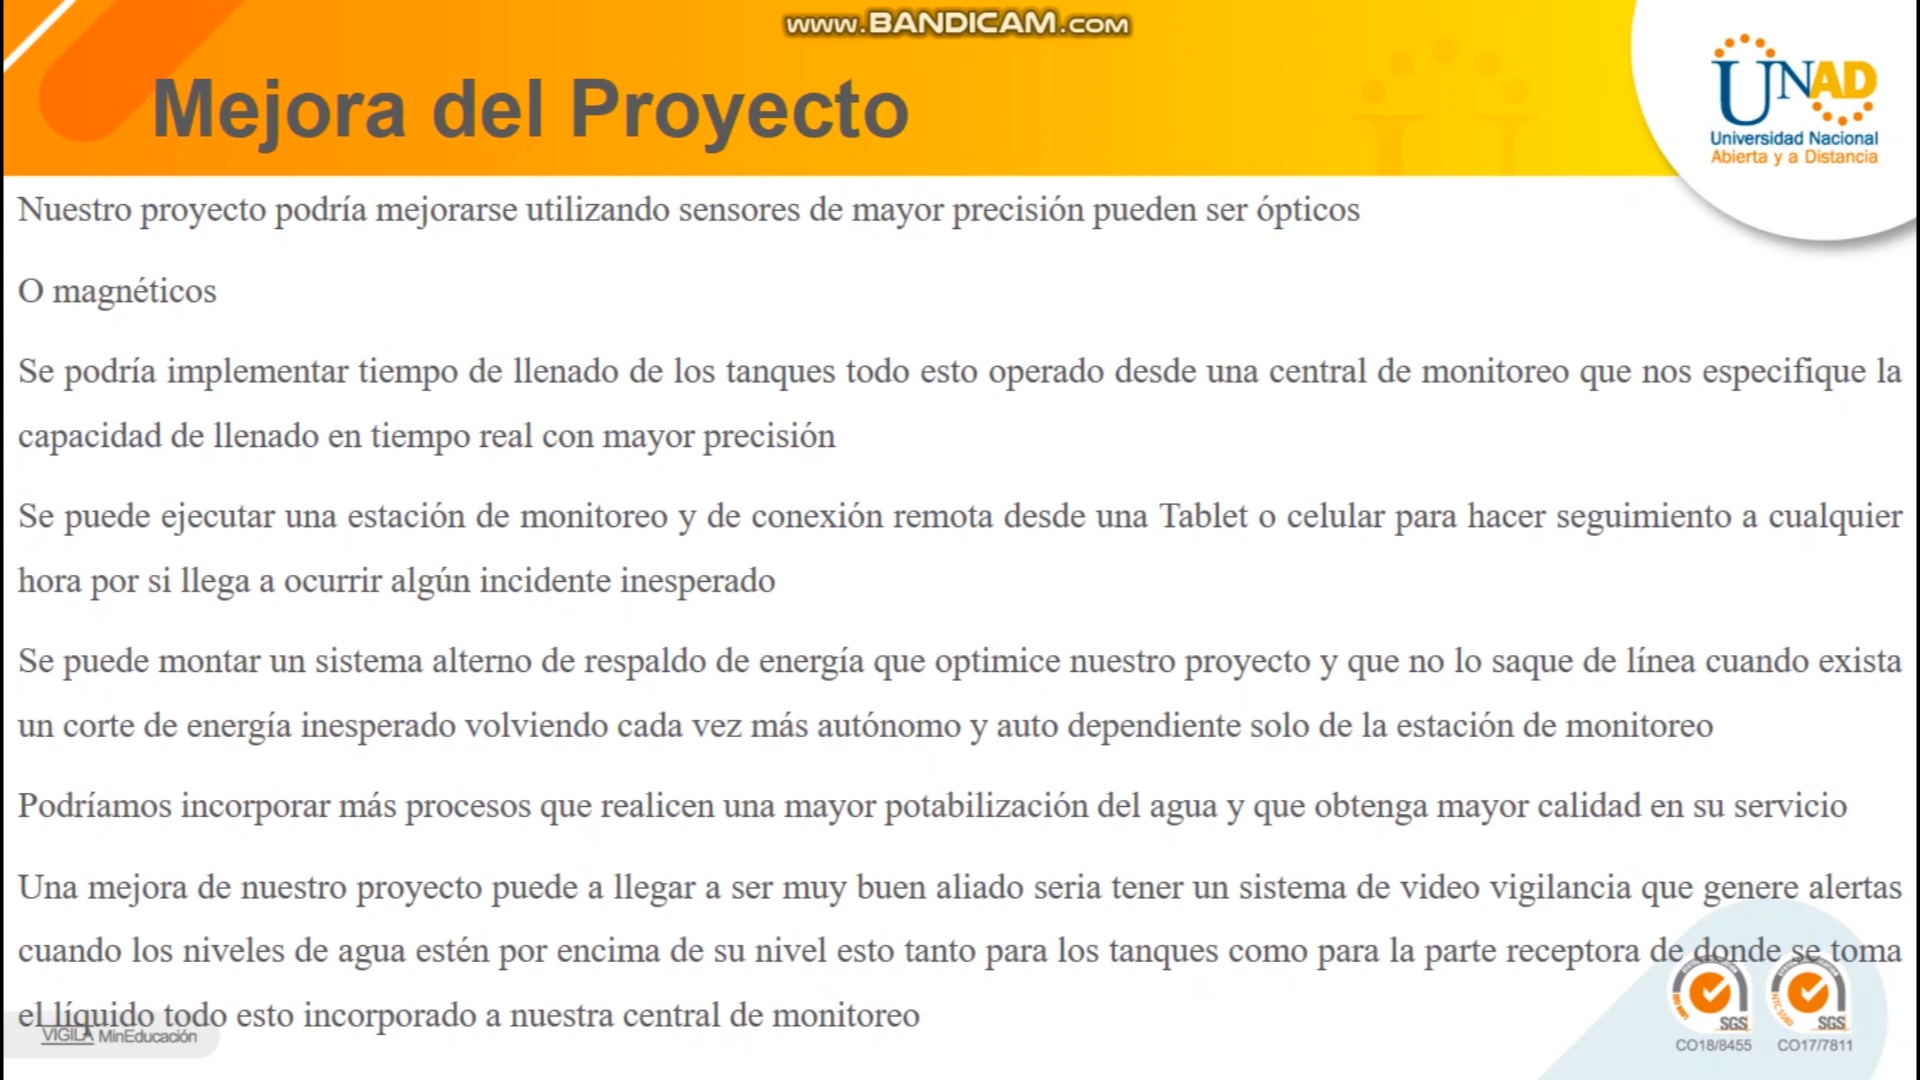 www.BANDICAM.com
Mejora del Proyecto
UNAD
Universidad Nacional
Abierta y a Distancia
Nuestro proyecto podría mejorarse utilizando sensores de mayor precisión pueden ser ópticos
O magnéticos
Se podría implementar tiempo de llenado de los tanques todo esto operado desde una central de monitoreo que nos especifique la
capacidad de llenado en tiempo real con mayor precisión
Se puede ejecutar una estación de monitoreo y de conexión remota desde una Tablet o celular para hacer seguimiento a cualquier
hora por si llega a ocurrir algún incidente inesperado
Se puede montar un sistema alterno de respaldo de energía que optimice nuestro proyecto y que no lo saque de línea cuando exista
un corte de energía inesperado volviendo cada vez más autónomo y auto dependiente solo de la estación de monitoreo
Podríamos incorporar más procesos que realicen una mayor potabilización del agua y que obtenga mayor calidad en su servicio
Una mejora de nuestro proyecto puede a llegar a ser muy buen aliado seria tener un sistema de video vigilancia que genere alertas
cuando los niveles de agua estén por encima de su nivel esto tanto para los tanques como para la parte receptora de donde se toma
el líquido todo esto incorporado a nuestra central de monitoreo
VIGILA MinEducación
SGS SGS
CO18/8455 CO17/7811